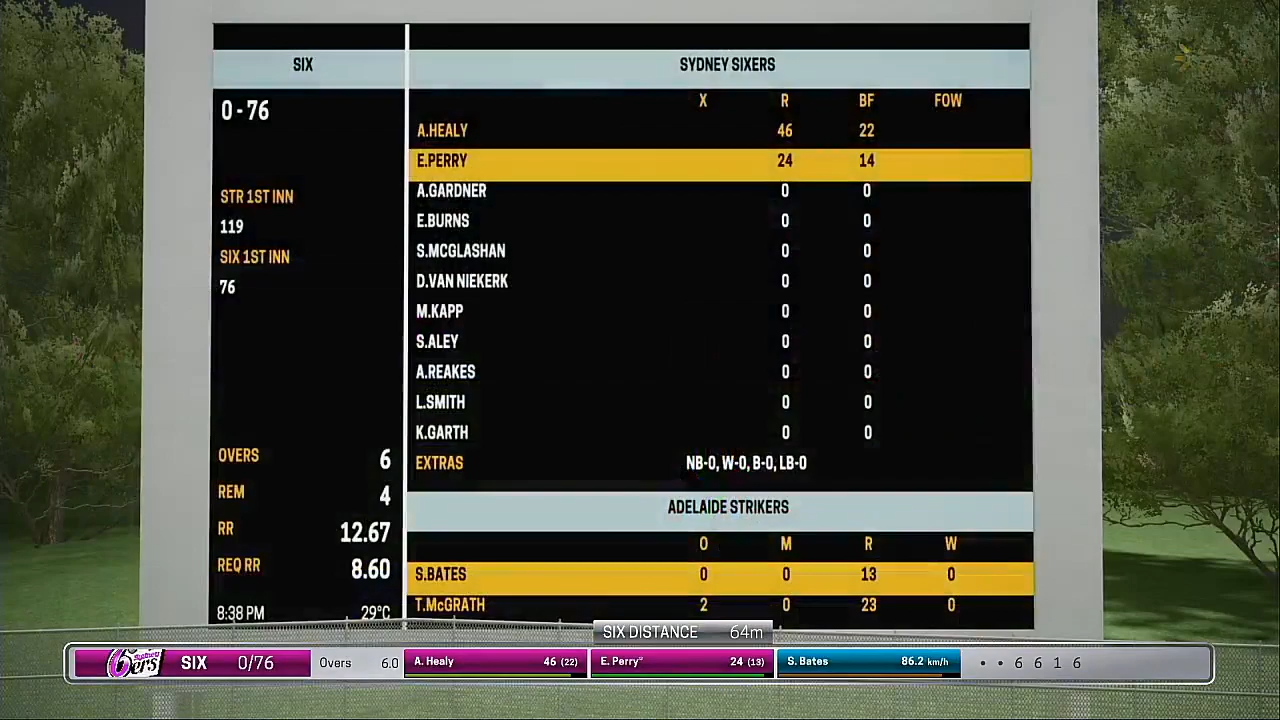 SIX
SYDNEY SIXERS
0-76
X R BF FOW
A.HEALY 46 22
E.PERRY 24 14
A.GARDNER 0 0
STR 1ST INN
119
E.BURNS 0 0
SIX 1ST INN
76
S.MCGLASHAN 0 0
D.VAN NIEKERK 0 0
M.KAPP 0 0
S.ALEY 0 0
A.REAKES 0 0
L.SMITH 0 0
K.GARTH 0 0
EXTRAS NB-0, W-0, B-0, LB-0
OVERS 6
REM 4
RR 12.67
REQ RR 8.60
8:38 PM 29°C
ADELAIDE STRIKERS
O M R W
S.BATES 0 0 13 0
T.McGRATH 2 0 23 0
SIX DISTANCE 64m
sydney 6ers SIX 0/76 Overs 6.0 A. Healy 46 (22) E. Perry* 24 (13) S. Bates 86.2 km/h • • 6 6 1 6